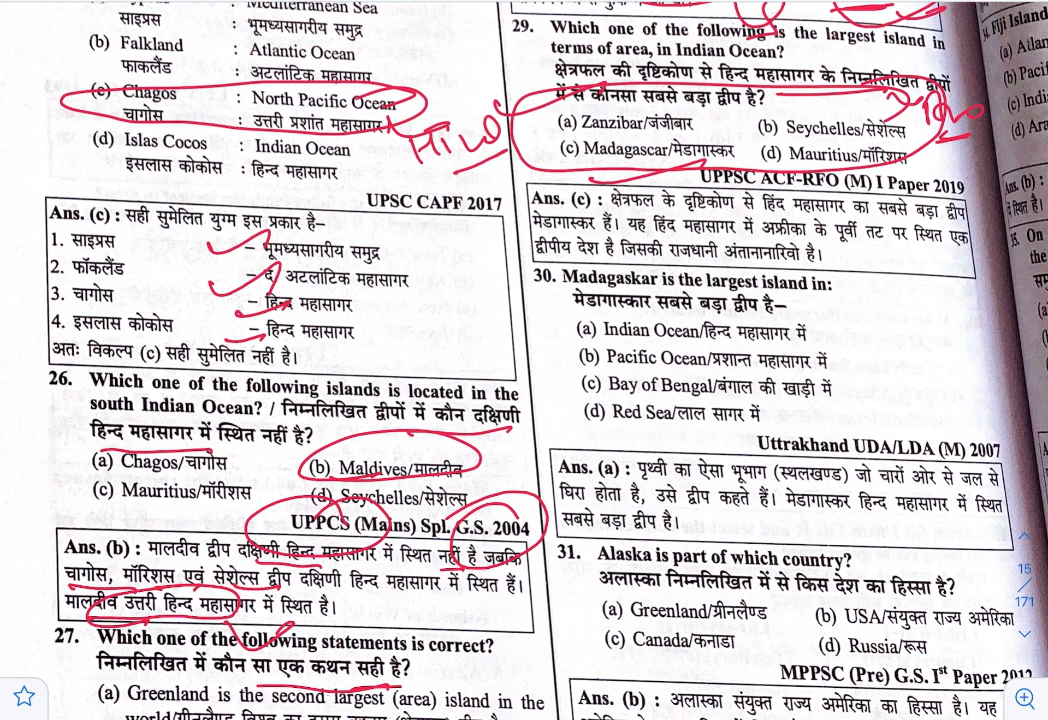 Mediterranean Sea
साइप्रस : भूमध्यसागरीय समुद्र
(b) Falkland : Atlantic Ocean
फाकलैंड : अटलांटिक महासागर
(c) Chagos : North Pacific Ocean
चागोस : उत्तरी प्रशांत महासागर
(d) Islas Cocos : Indian Ocean
इसलास कोकोस : हिन्द महासागर
UPSC CAPF 2017
Ans. (c) : सही सुमेलित युग्म इस प्रकार है–
1. साइप्रस – भूमध्यसागरीय समुद्र
2. फॉकलैंड – द. अटलांटिक महासागर
3. चागोस – हिन्द महासागर
4. इसलास कोकोस – हिन्द महासागर
अतः विकल्प (c) सही सुमेलित नहीं है।
26. Which one of the following islands is located in the
south Indian Ocean? / निम्नलिखित द्वीपों में कौन दक्षिणी
हिन्द महासागर में स्थित नहीं है?
(a) Chagos/चागोस (b) Maldives/मालदीव
(c) Mauritius/मॉरीशस (d) Seychelles/सेशेल्स
UPPCS (Mains) Spl. G.S. 2004
Ans. (b) : मालदीव द्वीप दक्षिणी हिन्द महासागर में स्थित नहीं है जबकि
चागोस, मॉरिशस एवं सेशेल्स द्वीप दक्षिणी हिन्द महासागर में स्थित हैं।
मालदीव उत्तरी हिन्द महासागर में स्थित है।
27. Which one of the following statements is correct?
निम्नलिखित में कौन सा एक कथन सही है?
(a) Greenland is the second largest (area) island in the
29. Which one of the following is the largest island in
terms of area, in Indian Ocean?
क्षेत्रफल की दृष्टिकोण से हिन्द महासागर के निम्नलिखित द्वीपों
में से कौनसा सबसे बड़ा द्वीप है?
(a) Zanzibar/जंजीबार (b) Seychelles/सेशेल्स
(c) Madagascar/मेडागास्कर (d) Mauritius/मॉरिशस
UPPSC ACF-RFO (M) I Paper 2019
Ans. (c) : क्षेत्रफल के दृष्टिकोण से हिंद महासागर का सबसे बड़ा द्वीप
मेडागास्कर हैं। यह हिंद महासागर में अफ्रीका के पूर्वी तट पर स्थित एक
द्वीपीय देश है जिसकी राजधानी अंतानानारिवो है।
30. Madagaskar is the largest island in:
मेडागास्कार सबसे बड़ा द्वीप है–
(a) Indian Ocean/हिन्द महासागर में
(b) Pacific Ocean/प्रशान्त महासागर में
(c) Bay of Bengal/बंगाल की खाड़ी में
(d) Red Sea/लाल सागर में
Uttrakhand UDA/LDA (M) 2007
Ans. (a) : पृथ्वी का ऐसा भूभाग (स्थलखण्ड) जो चारों ओर से जल से
घिरा होता है, उसे द्वीप कहते हैं। मेडागास्कर हिन्द महासागर में स्थित
सबसे बड़ा द्वीप है।
31. Alaska is part of which country?
अलास्का निम्नलिखित में से किस देश का हिस्सा है?
(a) Greenland/ग्रीनलैण्ड (b) USA/संयुक्त राज्य अमेरिका
(c) Canada/कनाडा (d) Russia/रूस
MPPSC (Pre) G.S. Ist Paper 2012
Ans. (b) : अलास्का संयुक्त राज्य अमेरिका का हिस्सा है। यह
Fiji Island
(a)
(b)
(c)
(d)
Ans. (b) :
35. On
the
15
171